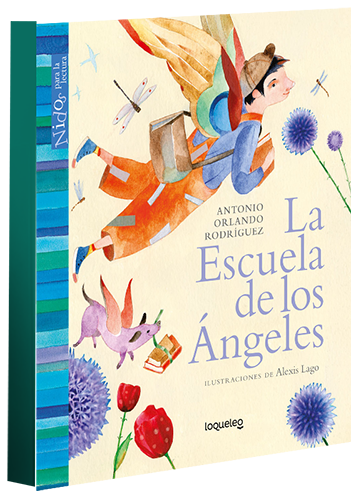 Nidos para la
lectura
ANTONIO
ORLANDO
RODRÍGUEZ
La
Escuela
de los
Ángeles
ILUSTRACIONES DE Alexis Lago
loqueleo